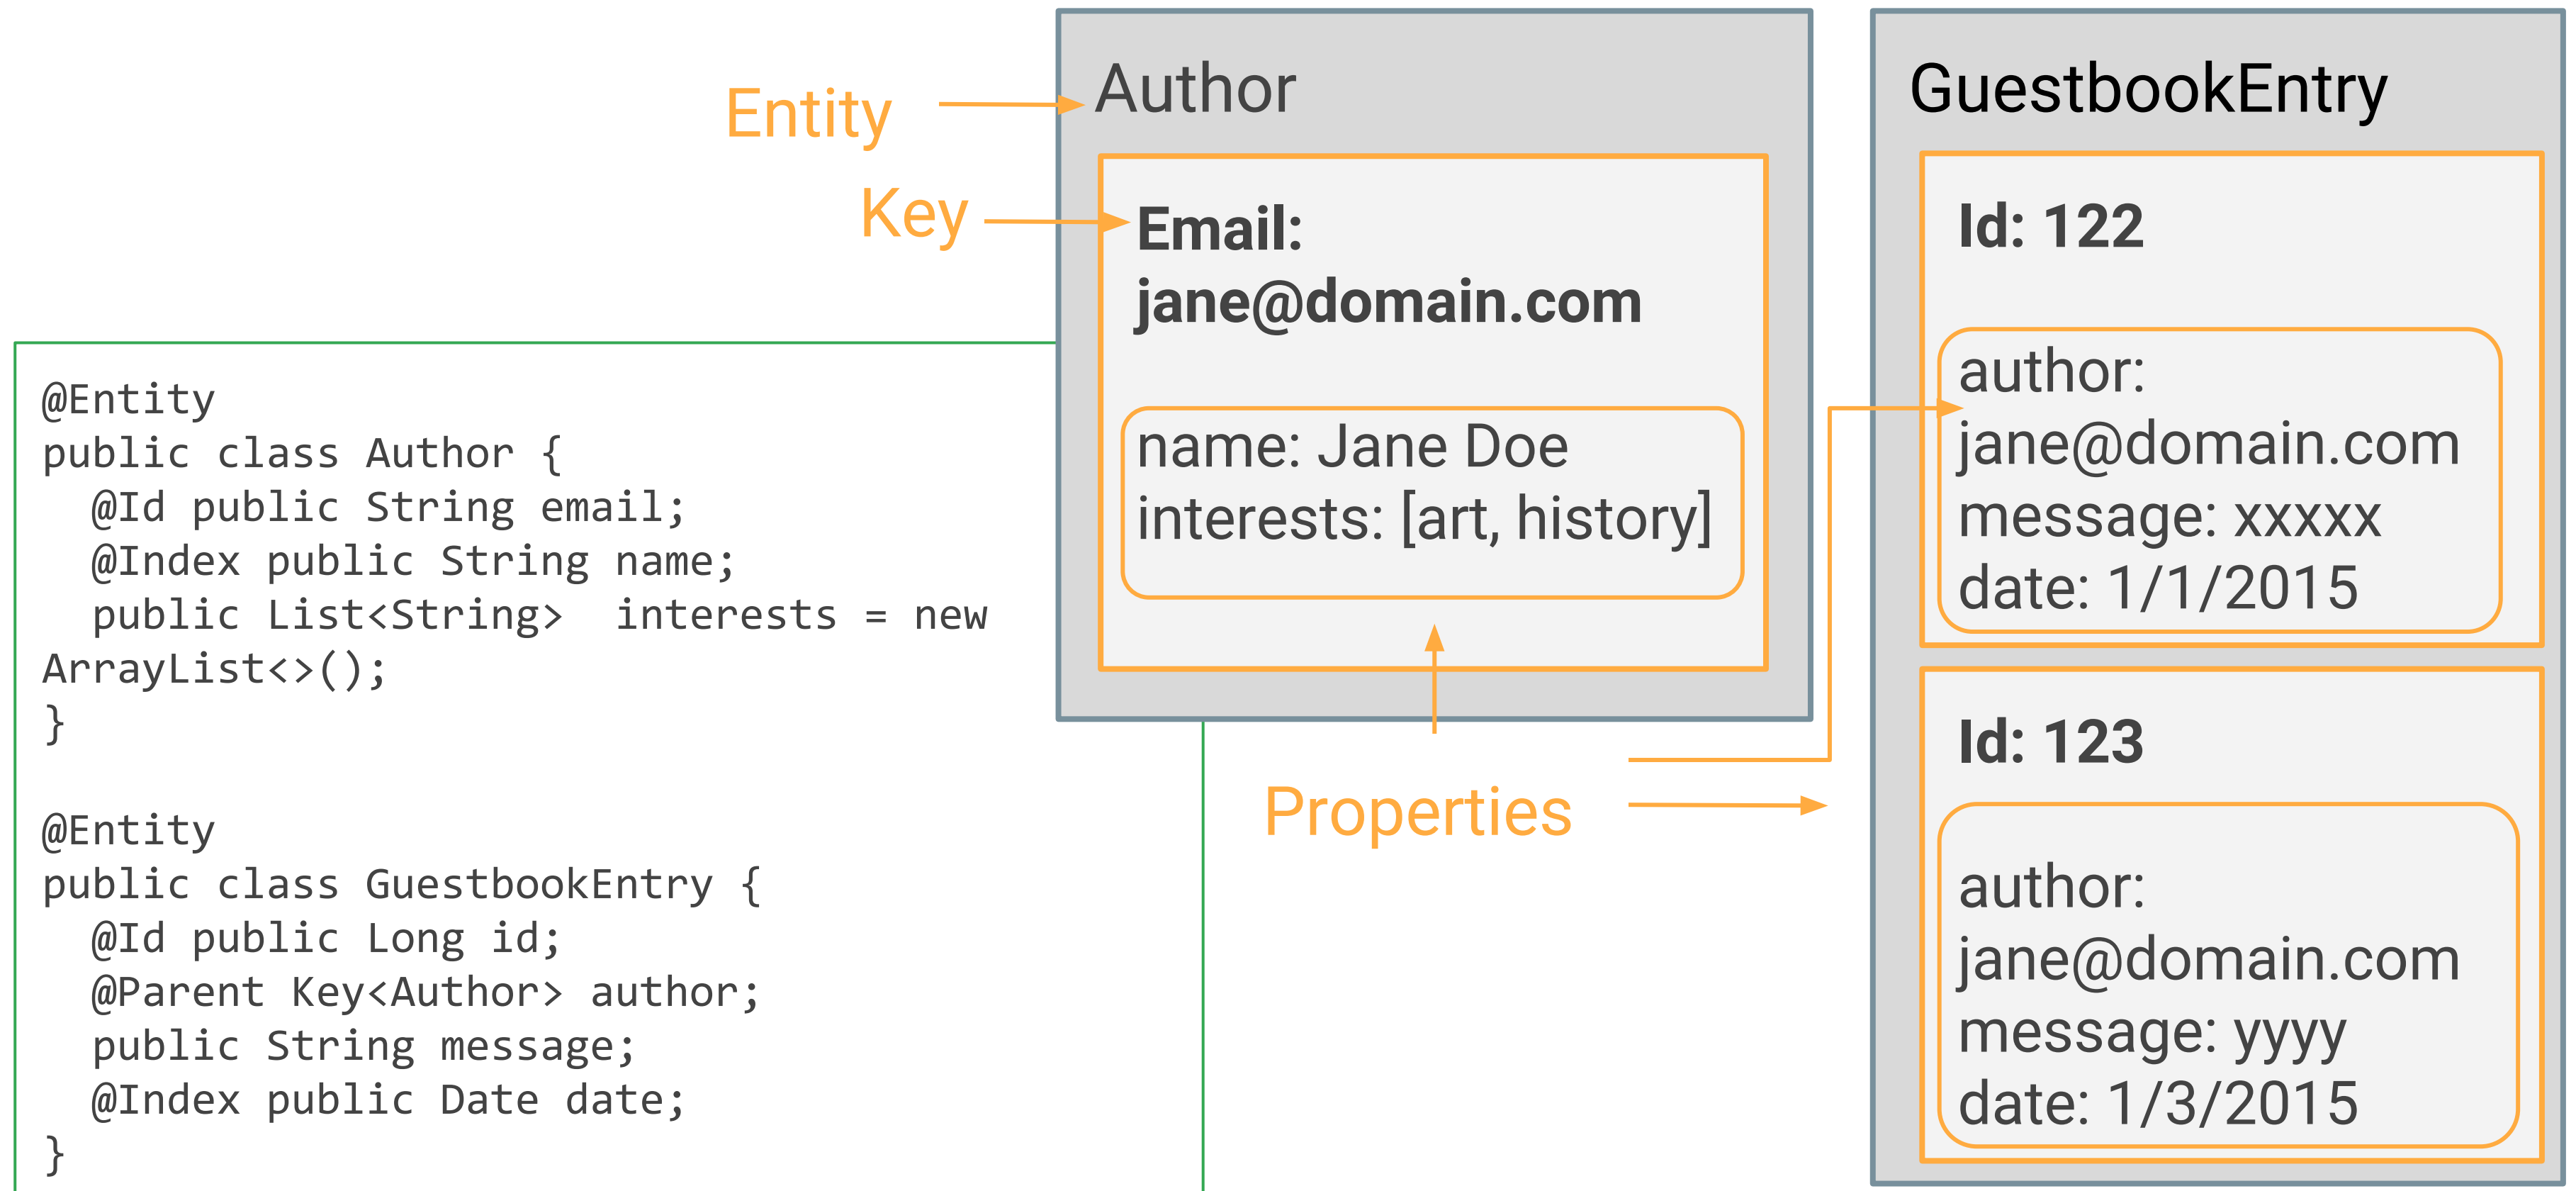 Entity
Key
Author
Email:
jane@domain.com
name: Jane Doe
interests: [art, history]
Properties
GuestbookEntry
Id: 122
author:
jane@domain.com
message: xxxxx
date: 1/1/2015
Id: 123
author:
jane@domain.com
message: yyyy
date: 1/3/2015
@Entity
public class Author {
  @Id public String email;
  @Index public String name;
  public List<String>  interests = new
ArrayList<>();
}
@Entity
public class GuestbookEntry {
  @Id public Long id;
  @Parent Key<Author> author;
  public String message;
  @Index public Date date;
}